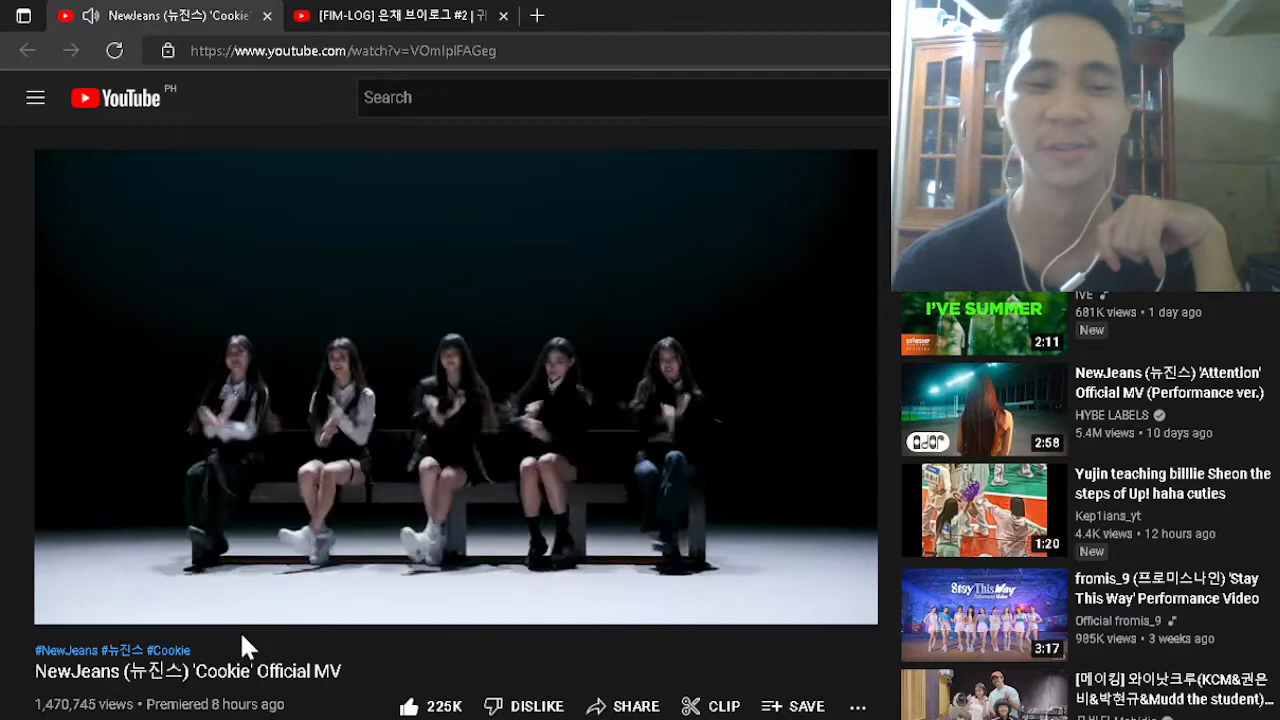 NewJeans (뉴진스) 'Cookie'
[FIM-LOG] 은채 브이로그 #2 |
http://www.youtube.com/watch?v=VOmIplFAGeg
YouTube PH
Search
#NewJeans #뉴진스 #Cookie
NewJeans (뉴진스) 'Cookie' Official MV
1,470,745 views • Premiered 8 hours ago
225K
DISLIKE
SHARE
CLIP
SAVE
I'VE SUMMER
STARSHIP
2:11
IVE
681K views • 1 day ago
New
ador
2:58
NewJeans (뉴진스) 'Attention'
Official MV (Performance ver.)
HYBE LABELS
5.4M views • 10 days ago
1:20
Yujin teaching billlie Sheon the
steps of Up! haha cuties
Kep1ians_yt
4.4K views • 12 hours ago
New
Stay This Way
3:17
fromis_9 (프로미스나인) 'Stay
This Way' Performance Video
Official fromis_9
985K views • 3 weeks ago
[메이킹] 와이낫크루(KCM&권은
비&박현규&Mudd the student)...